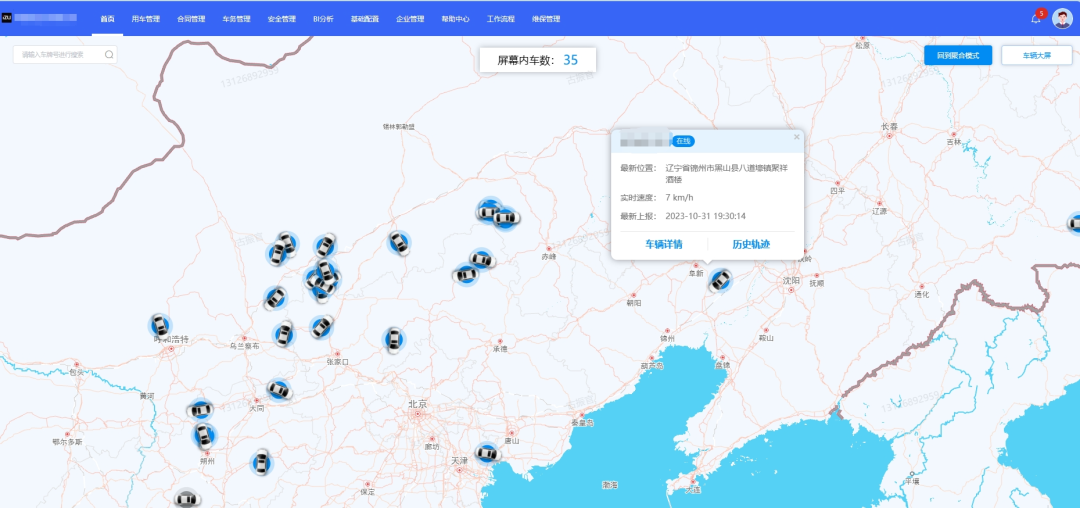 首页 用车管理 合同管理 车务管理 安全管理 BI分析 基础配置 企业管理 帮助中心 工作流程 维保管理
5
请输入车牌号进行搜索
屏幕内车数： 35
回到聚合模式
车辆大屏
松原
锡林郭勒盟
长春
吉林
在线
最新位置： 辽宁省锦州市黑山县八道壕镇聚祥
酒楼
实时速度： 7 km/h
最新上报： 2023-10-31 19:30:14
车辆详情 历史轨迹
四平
辽源
赤峰
阜新
铁岭
沈阳
抚顺
通化
朝阳
呼和浩特
乌兰察布
张家口
承德
锦州
鞍山
葫芦岛
盘锦
包头
黄河
大同
北京
秦皇岛
鄂尔多斯
朔州
廊坊
唐山
天津
保定
渤海
大连
平壤